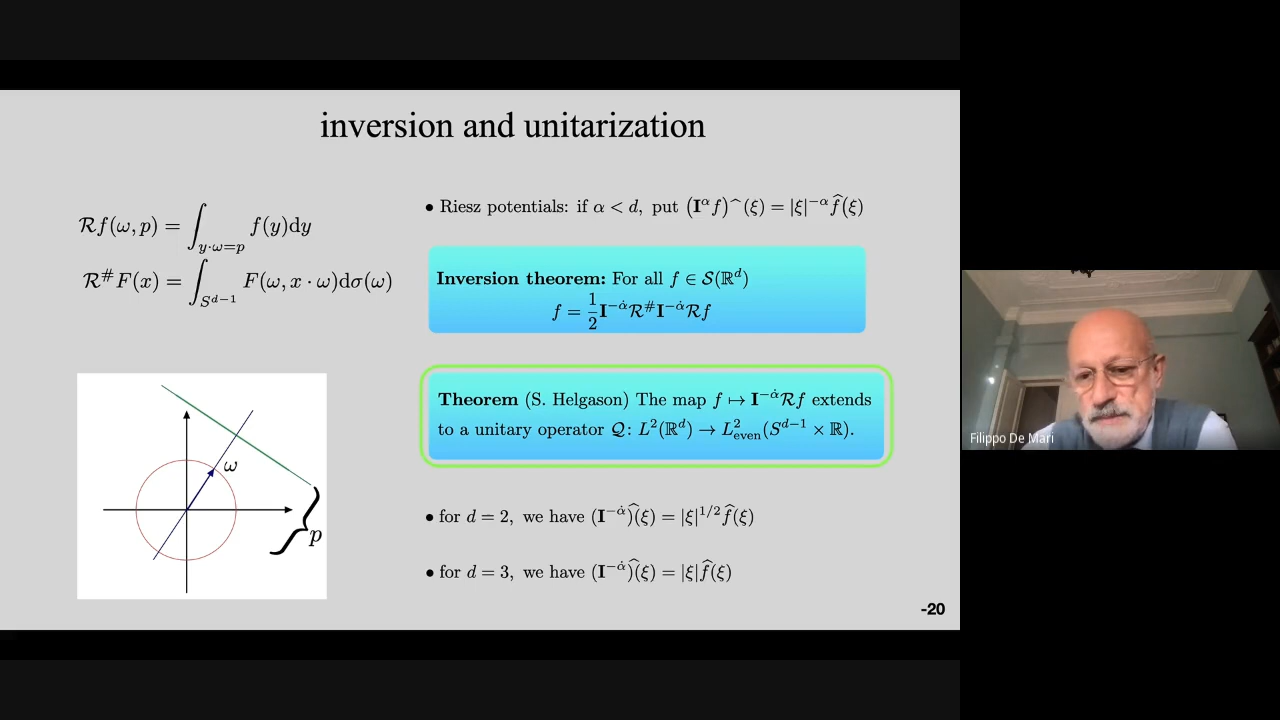 inversion and unitarization
ℛf(ω, p) = ∫_{y·ω=p} f(y)dy
ℛ^# F(x) = ∫_{S^{d−1}} F(ω, x · ω)dσ(ω)
• Riesz potentials: if α < d, put (𝐈^α f)^(ξ) = |ξ|^{−α} f̂(ξ)
Inversion theorem: For all f ∈ 𝒮(ℝ^d)
f = 1/2 𝐈^{−α̇} ℛ^# 𝐈^{−α̇} ℛf
Theorem (S. Helgason) The map f ↦ 𝐈^{−α̇} ℛf extends
to a unitary operator 𝒬: L²(ℝ^d) → L²_even(S^{d−1} × ℝ).
ω
p
• for d = 2, we have (𝐈^{−α̇})^(ξ) = |ξ|^{1/2} f̂(ξ)
• for d = 3, we have (𝐈^{−α̇})^(ξ) = |ξ| f̂(ξ)
-20
Filippo De Mari